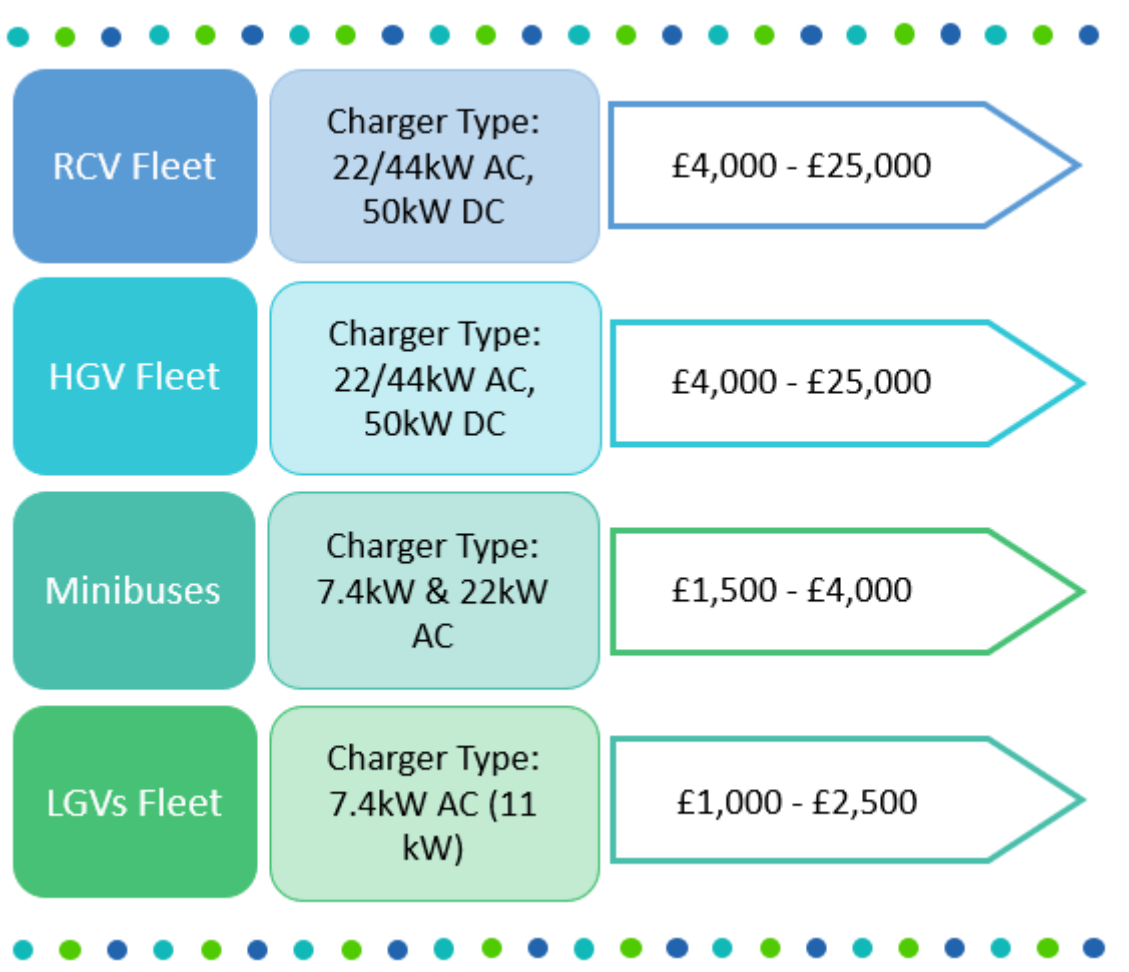 RCV Fleet
Charger Type:
22/44kW AC,
50kW DC
£4,000 - £25,000
HGV Fleet
Charger Type:
22/44kW AC,
50kW DC
£4,000 - £25,000
Minibuses
Charger Type:
7.4kW & 22kW
AC
£1,500 - £4,000
LGVs Fleet
Charger Type:
7.4kW AC (11
kW)
£1,000 - £2,500